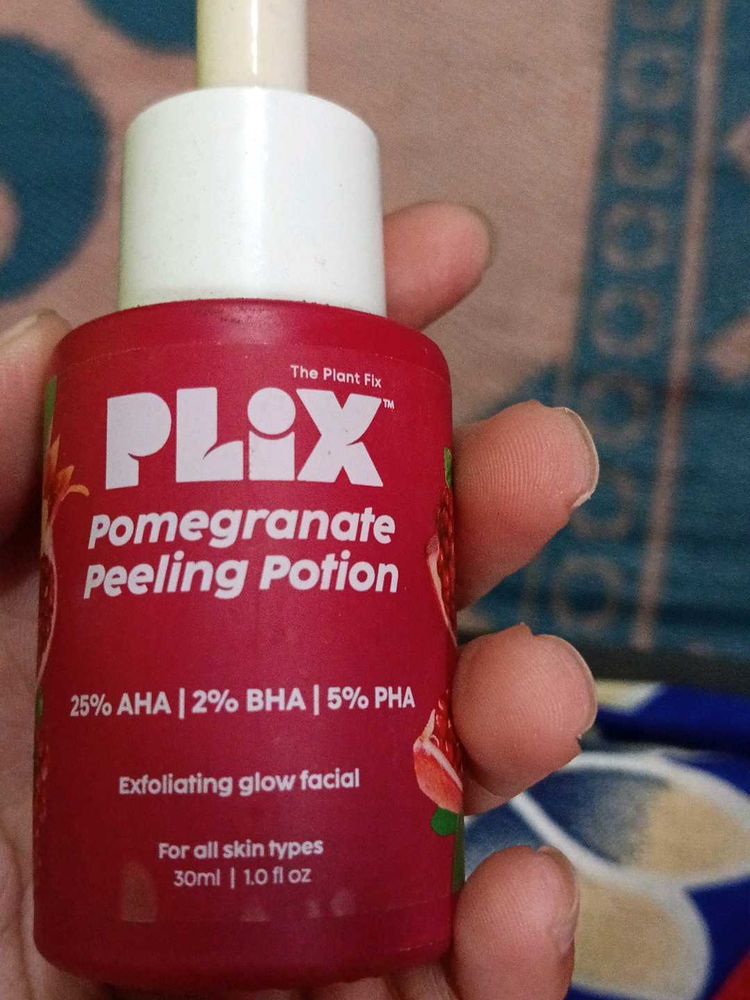 The Plant Fix
PLiX™
Pomegranate
Peeling Potion
25% AHA | 2% BHA | 5% PHA
Exfoliating glow facial
For all skin types
30ml | 1.0 fl oz